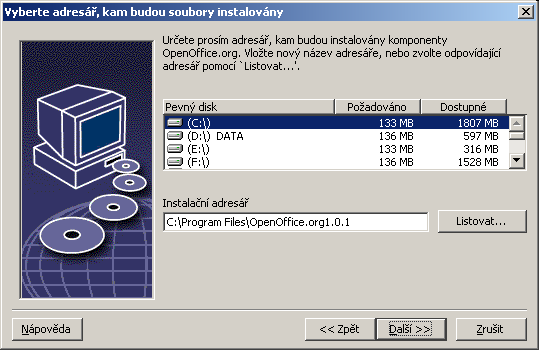 Vyberte adresář, kam budou soubory instalovány
Určete prosím adresář, kam budou instalovány komponenty
OpenOffice.org. Vložte nový název adresáře, nebo zvolte odpovídající
adresář pomocí `Listovat...'.
Pevný disk Požadováno Dostupné
(C:\) 133 MB 1807 MB
(D:\) DATA 136 MB 597 MB
(E:\) 133 MB 316 MB
(F:\) 136 MB 1528 MB
Instalační adresář
C:\Program Files\OpenOffice.org1.0.1 Listovat...
Nápověda << Zpět Další >> Zrušit